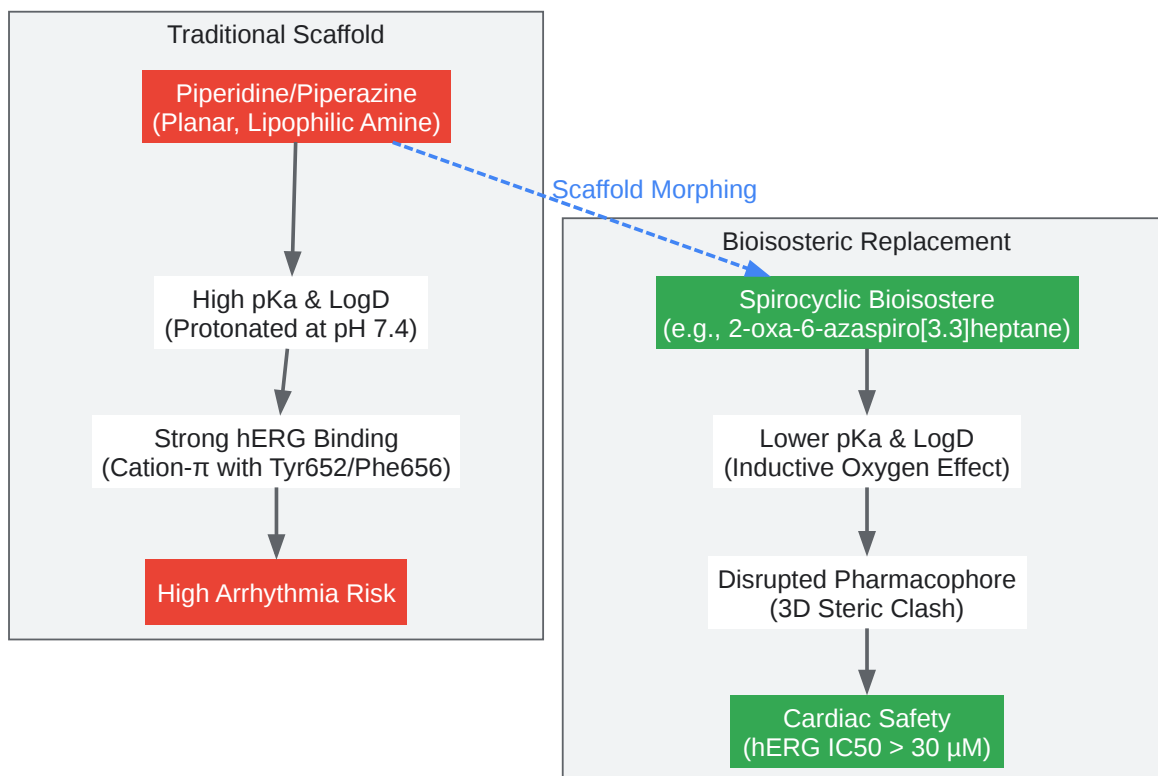 Traditional Scaffold
Piperidine/Piperazine
(Planar, Lipophilic Amine)
Scaffold Morphing
High pKa & LogD
(Protonated at pH 7.4)
Strong hERG Binding
(Cation-π with Tyr652/Phe656)
High Arrhythmia Risk
Bioisosteric Replacement
Spirocyclic Bioisostere
(e.g., 2-oxa-6-azaspiro[3.3]heptane)
Lower pKa & LogD
(Inductive Oxygen Effect)
Disrupted Pharmacophore
(3D Steric Clash)
Cardiac Safety
(hERG IC50 > 30 µM)